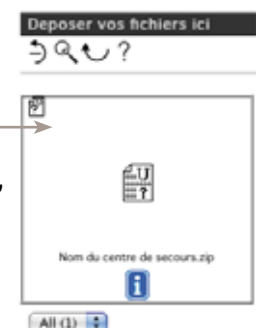 Deposer vos fichiers ici
?
,
U
?
Nom du centre de secours.zip
i
All (1)